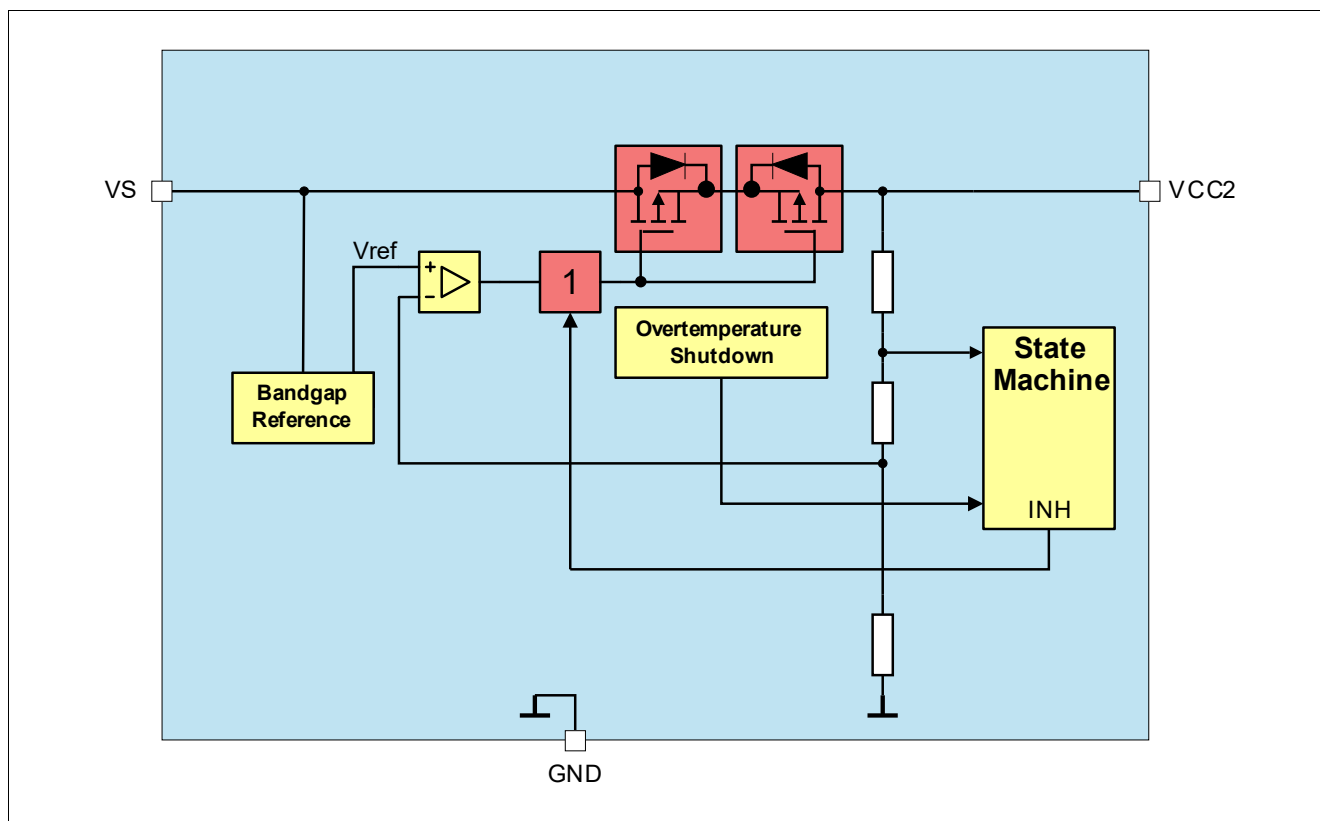 VS
VCC2
Vref
+
-
1
Overtemperature
Shutdown
State
Machine
Bandgap
Reference
INH
GND